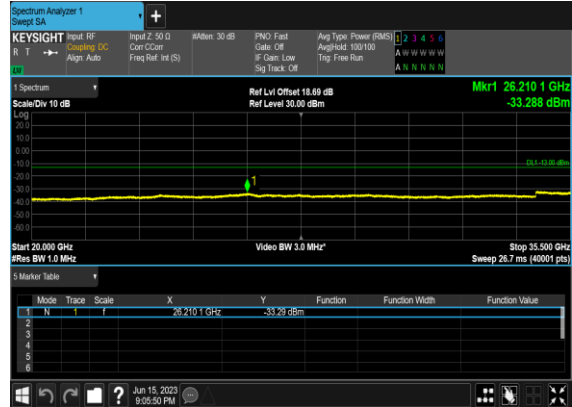 Spectrum Analyzer 1
Swept SA
+
KEYSIGHT Input: RF Input Z: 50 Ω #Atten: 30 dB PNO: Fast Avg Type: Power (RMS) 1 2 3 4 5 6
R T Coupling: DC Corr CCorr Gate: Off Avg|Hold: 100/100 A W W W W W
Align: Auto Freq Ref: Int (S) IF Gain: Low Trig: Free Run
Sig Track: Off A N N N N N
1 Spectrum Ref Lvl Offset 18.69 dB Mkr1 26.210 1 GHz
Scale/Div 10 dB Ref Level 30.00 dBm -33.288 dBm
Log
20.0
10.0
0.00
-10.0 DL1 -13.00 dBm
-20.0
-30.0
-40.0
-50.0
-60.0
1
Start 20.000 GHz Video BW 3.0 MHz* Stop 35.500 GHz
#Res BW 1.0 MHz Sweep 26.7 ms (40001 pts)
5 Marker Table
Mode Trace Scale X Y Function Function Width Function Value
1 N 1 f 26.210 1 GHz -33.29 dBm
2
3
4
5
6
? Jun 15, 2023
9:05:50 PM